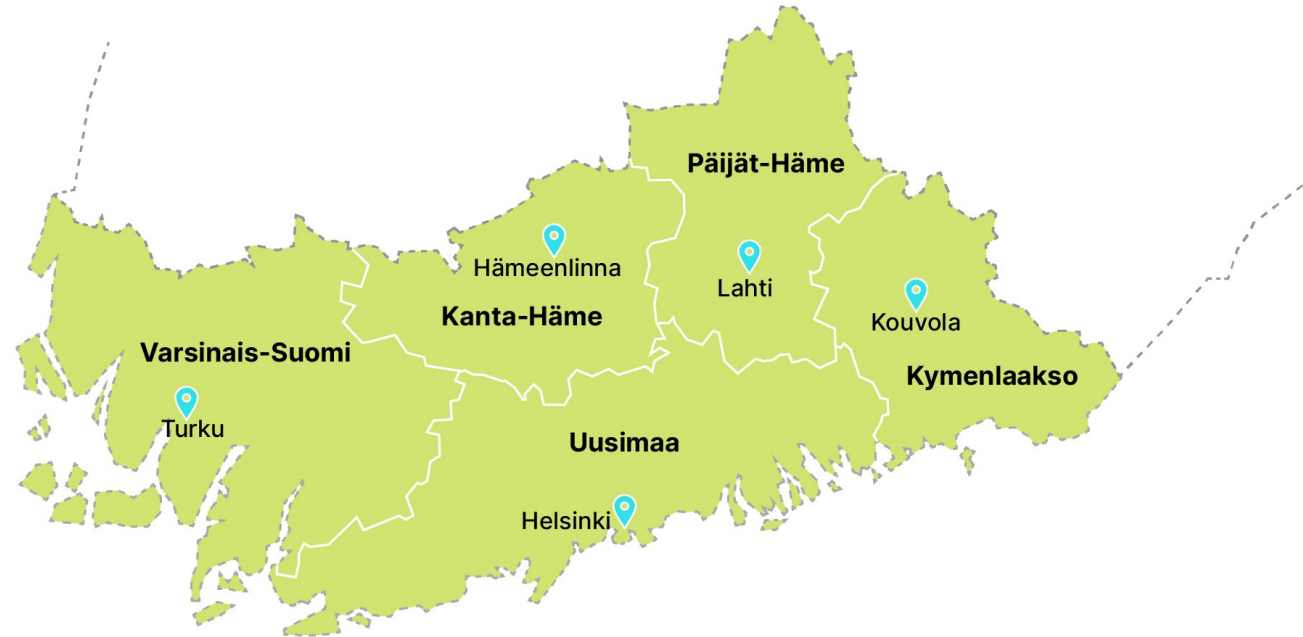 Päijät-Häme
Hämeenlinna
Lahti
Kanta-Häme
Kouvola
Varsinais-Suomi
Kymenlaakso
Turku
Uusimaa
Helsinki